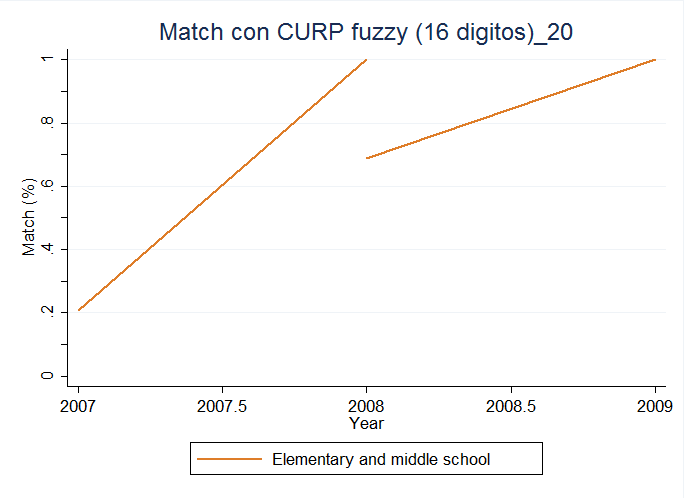 Match con CURP fuzzy (16 digitos)_20
Match (%)
1
.8
.6
.4
.2
0
2007 2007.5 2008 2008.5 2009
Year
Elementary and middle school